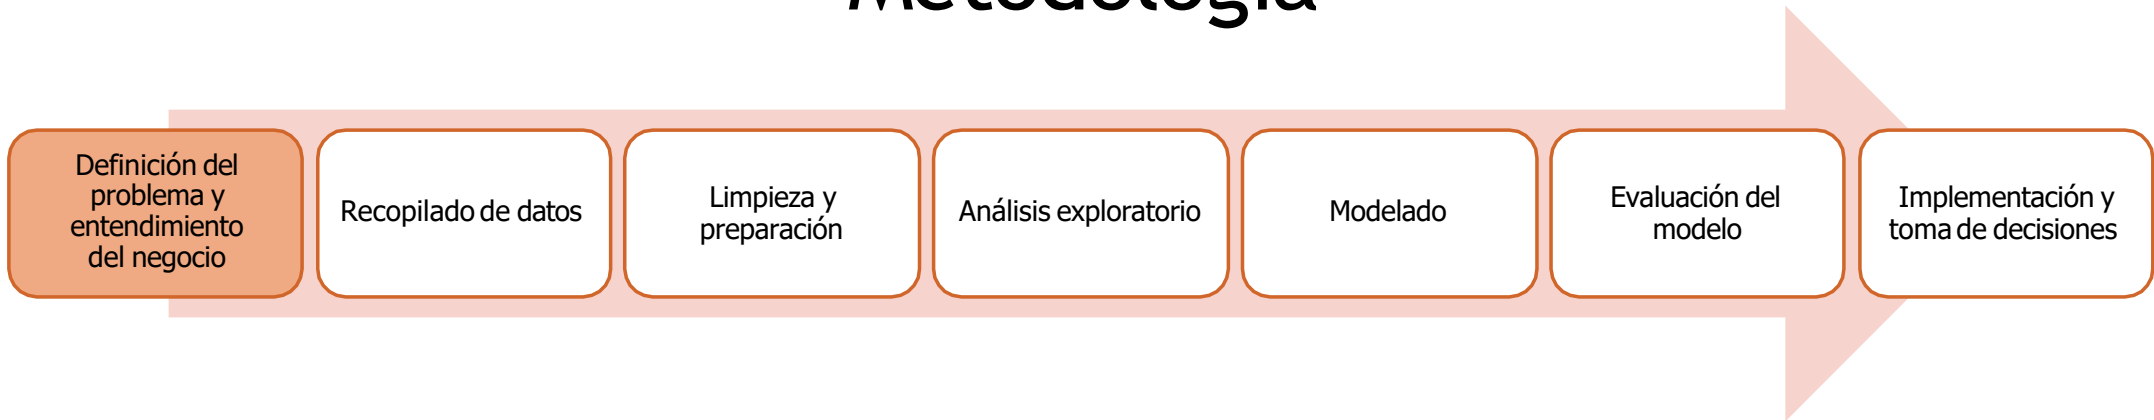 Metodología
Definición del
problema y
entendimiento
del negocio
Recopilado de datos
Limpieza y
preparación
Análisis exploratorio
Modelado
Evaluación del
modelo
Implementación y
toma de decisiones